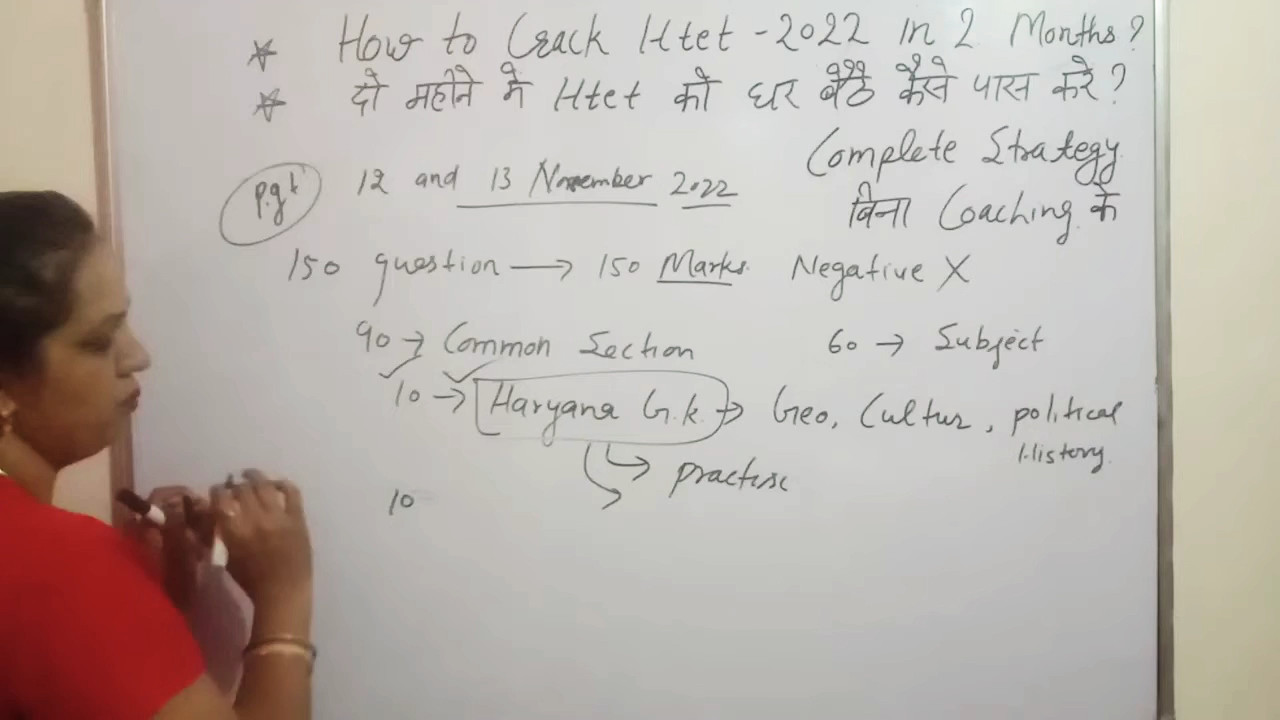 * How to Crack Htet - 2022 in 2 Months?
* दो महीने मे Htet को घर बैठे कैसे पास करे?
Complete Strategy
P.g.t 12 and 13 November 2022
बिना Coaching के
150 question → 150 Marks. Negative X
90 → Common Section 60 → Subject
10 → Haryana G.k. → Geo, Cultur, political
History
practise
10